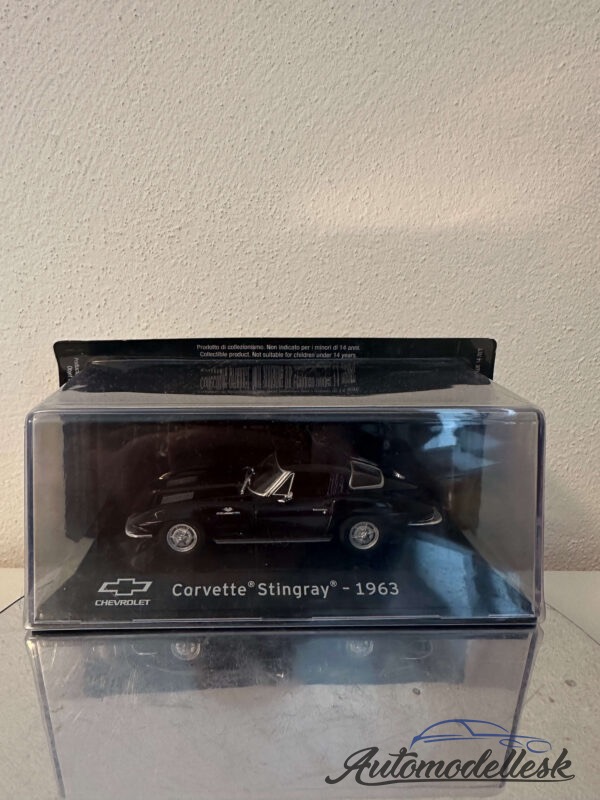 Prodotto di collezionismo. Non indicato per i minori di 14 anni.
Collectible product. Not suitable for children under 14 years.
CHEVROLET
Corvette® Stingray® - 1963
Automodellesk